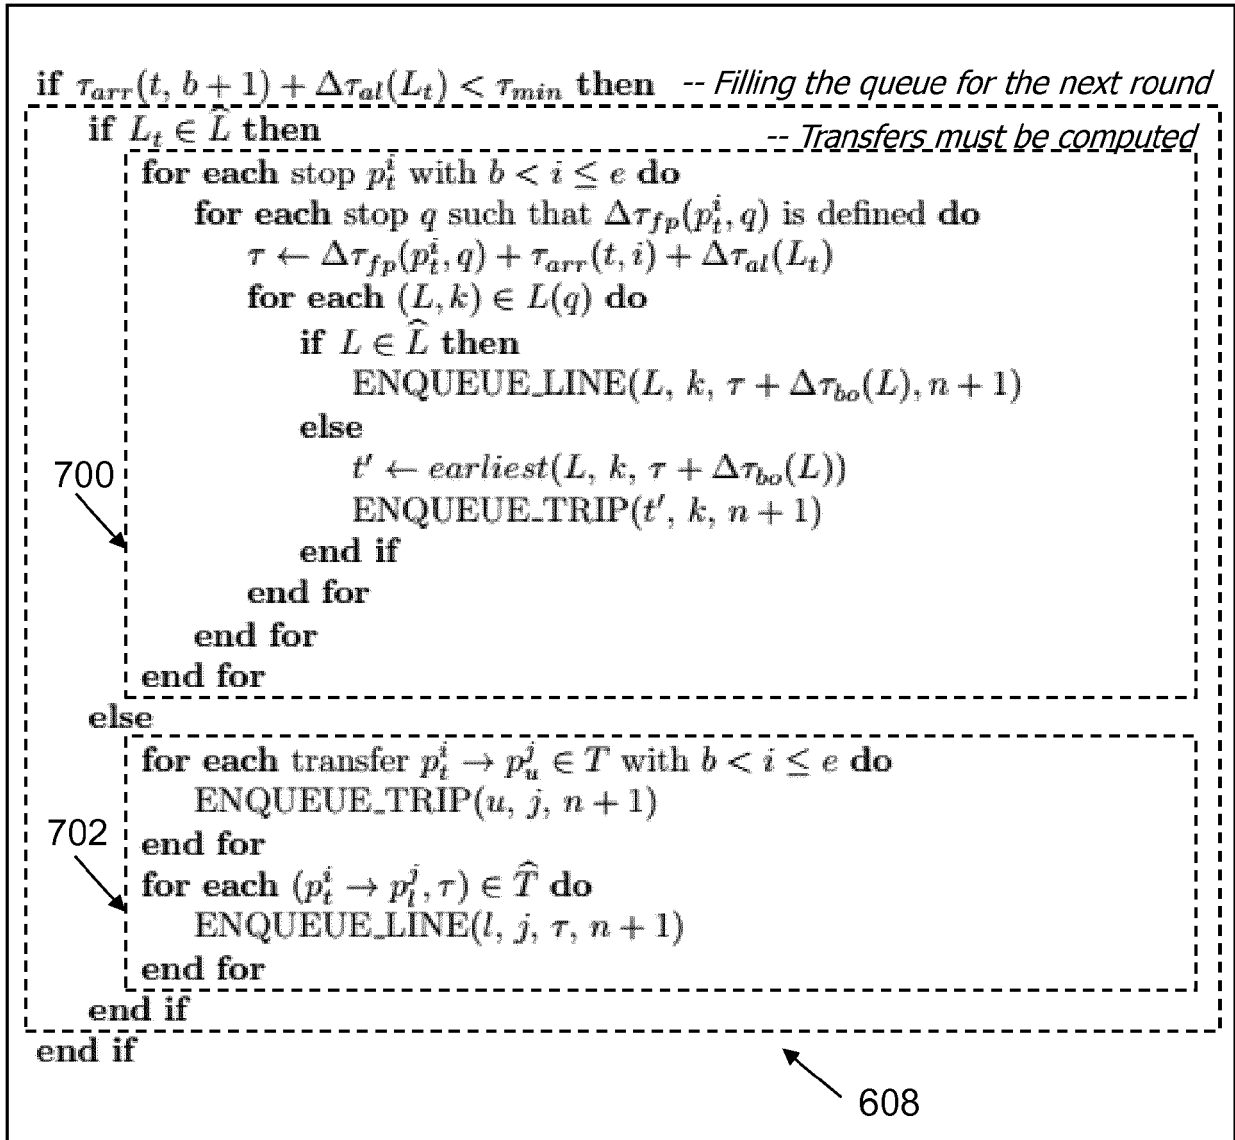 if τ_arr(t, b + 1) + Δτ_al(L_t) < τ_min then -- Filling the queue for the next round
if L_t ∈ L̂ then -- Transfers must be computed
for each stop p_t^i with b < i ≤ e do
for each stop q such that Δτ_fp(p_t^i, q) is defined do
τ ← Δτ_fp(p_t^i, q) + τ_arr(t, i) + Δτ_al(L_t)
for each (L, k) ∈ L(q) do
if L ∈ L̂ then
ENQUEUE_LINE(L, k, τ + Δτ_bo(L), n + 1)
else
t′ ← earliest(L, k, τ + Δτ_bo(L))
700
ENQUEUE_TRIP(t′, k, n + 1)
end if
end for
end for
end for
else
for each transfer p_t^i → p_u^j ∈ T with b < i ≤ e do
ENQUEUE_TRIP(u, j, n + 1)
702
end for
for each (p_t^i → p_l^j, τ) ∈ T̂ do
ENQUEUE_LINE(l, j, τ, n + 1)
end for
end if
end if
608